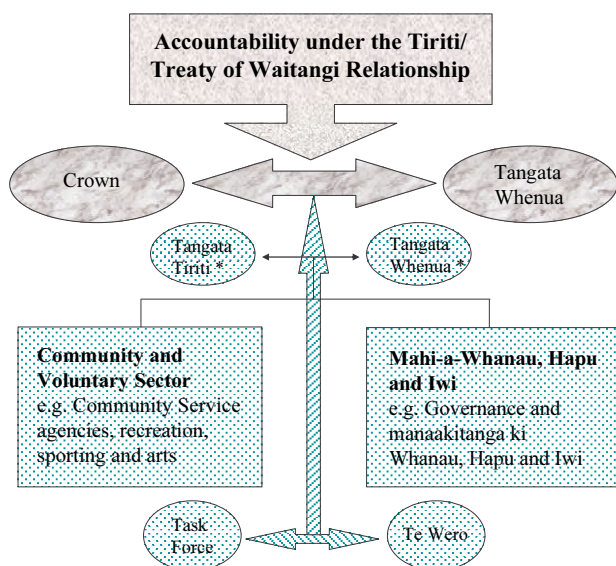 Accountability under the Tiriti/
Treaty of Waitangi Relationship
Crown
Tangata
Whenua
Tangata
Tiriti *
Tangata
Whenua *
Community and
Voluntary Sector
e.g. Community Service
agencies, recreation,
sporting and arts
Mahi-a-Whanau, Hapu
and Iwi
e.g. Governance and
manaakitanga ki
Whanau, Hapu and Iwi
Task
Force
Te Wero